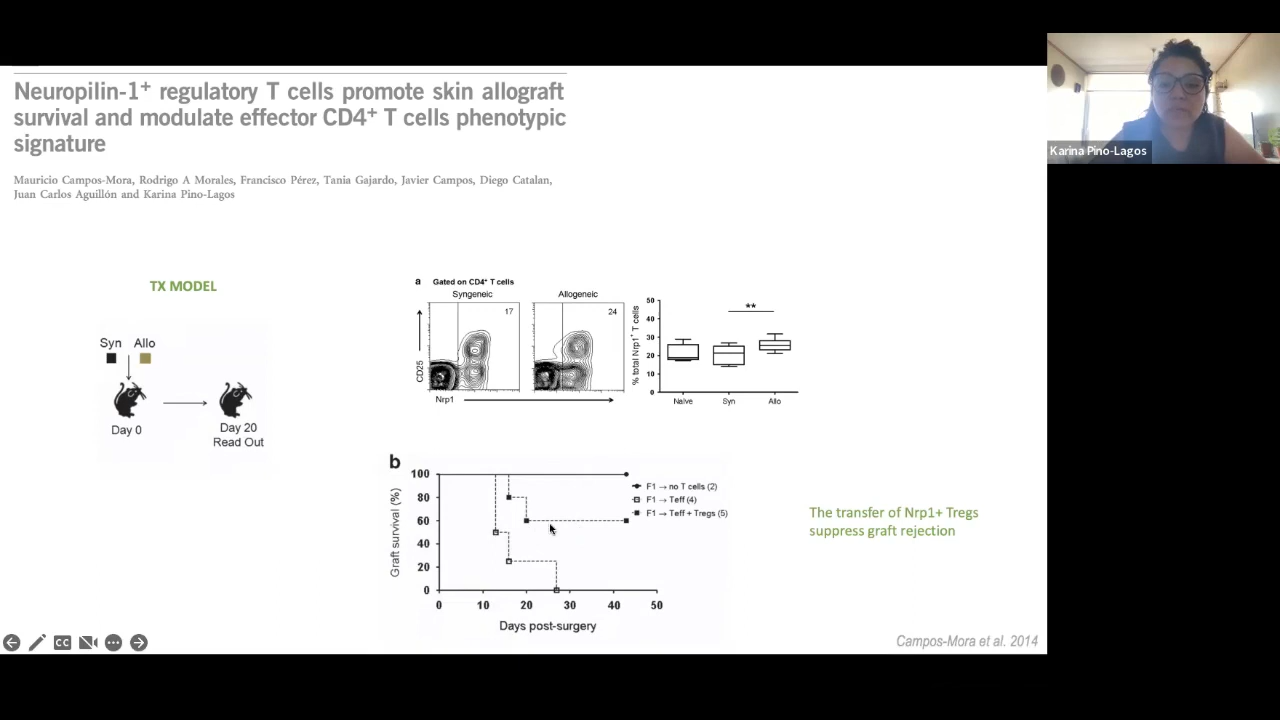 Neuropilin-1⁺ regulatory T cells promote skin allograft
survival and modulate effector CD4⁺ T cells phenotypic
signature
Mauricio Campos-Mora, Rodrigo A Morales, Francisco Pérez, Tania Gajardo, Javier Campos, Diego Catalan,
Juan Carlos Aguillón and Karina Pino-Lagos
Karina Pino-Lagos
TX MODEL
Syn Allo
Day 0
Day 20
Read Out
a Gated on CD4⁺ T cells
Syngeneic Allogeneic
17
24
CD25
Nrp1
% total Nrp1⁺ T cells
50
40
30
20
10
0
**
Naive Syn Allo
b
Graft survival (%)
100
80
60
40
20
0
0 10 20 30 40 50
Days post-surgery
F1 → no T cells (2)
F1 → Teff (4)
F1 → Teff + Tregs (5)
The transfer of Nrp1+ Tregs
suppress graft rejection
CC
Campos-Mora et al. 2014